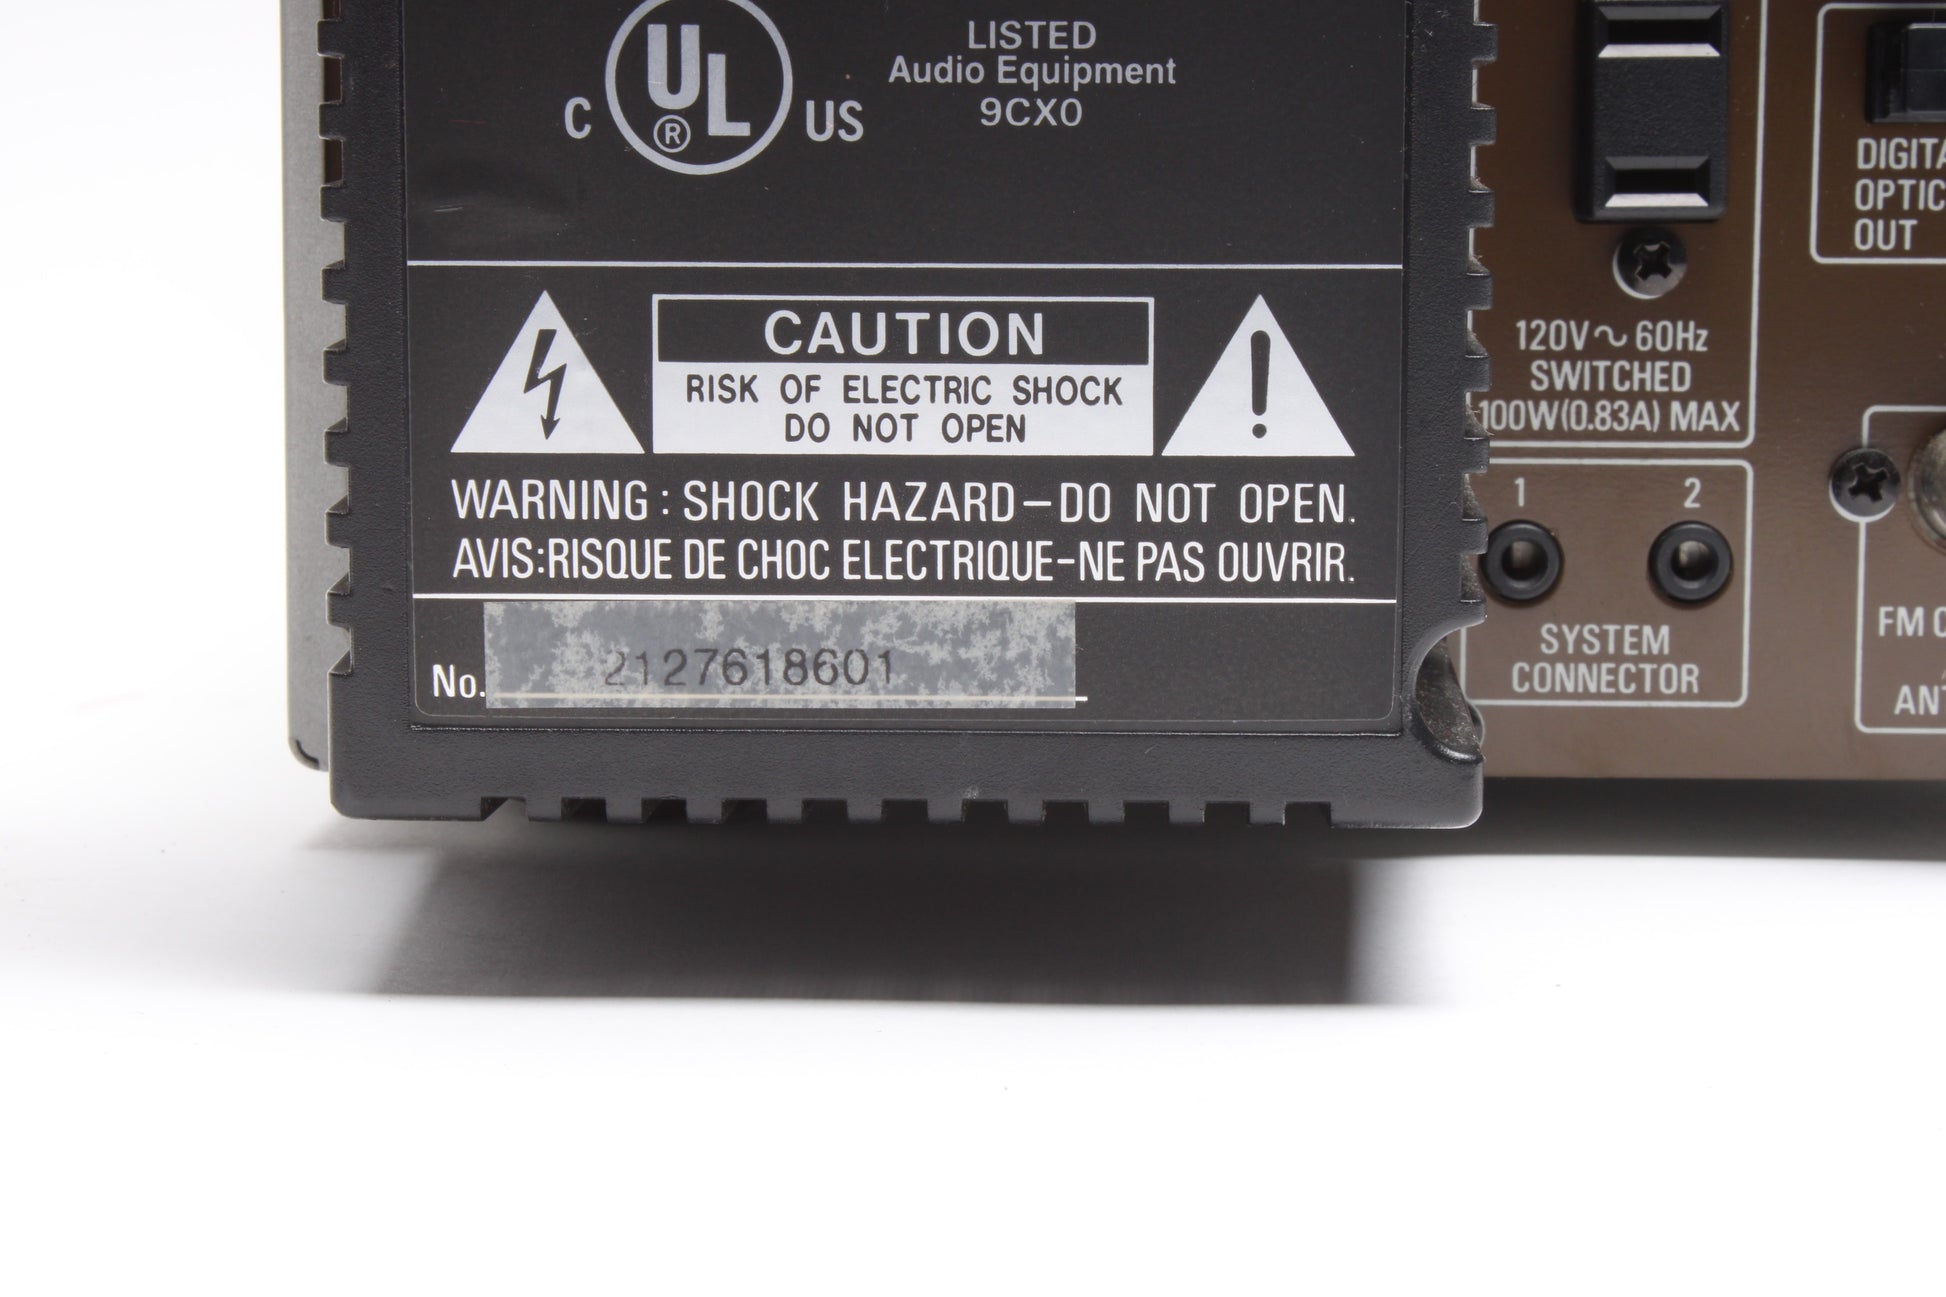 C UL ® US
LISTED
Audio Equipment
9CX0
CAUTION
RISK OF ELECTRIC SHOCK
DO NOT OPEN
WARNING : SHOCK HAZARD – DO NOT OPEN.
AVIS:RISQUE DE CHOC ELECTRIQUE-NE PAS OUVRIR.
No. 2127618601
120V ~ 60Hz
SWITCHED
100W(0.83A) MAX
1 2
SYSTEM
CONNECTOR
OUT
FM